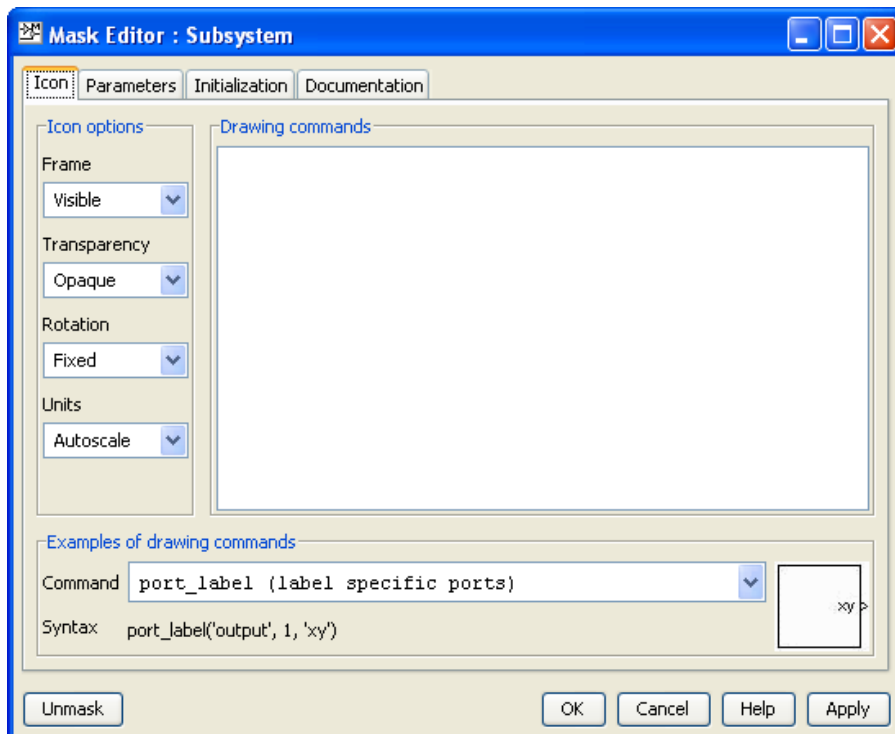 Mask Editor : Subsystem
Icon Parameters Initialization Documentation
Icon options
Frame
Visible
Transparency
Opaque
Rotation
Fixed
Units
Autoscale
Drawing commands
Examples of drawing commands
Command port_label (label specific ports)
Syntax port_label('output', 1, 'xy')
xy
Unmask OK Cancel Help Apply